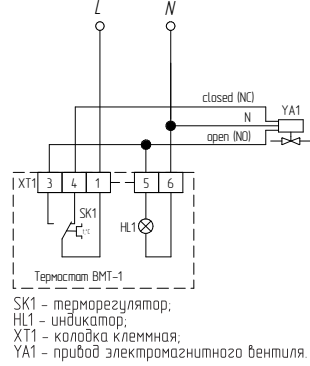 L N
closed (NC)
YA1
N
open (NO)
XT1 3 4 1 5 6
SK1
t,°C
HL1
Термостат ВМТ-1
SK1 - терморегулятор;
HL1 - индикатор;
XT1 - колодка клеммная;
YA1 - привод электромагнитного вентиля.